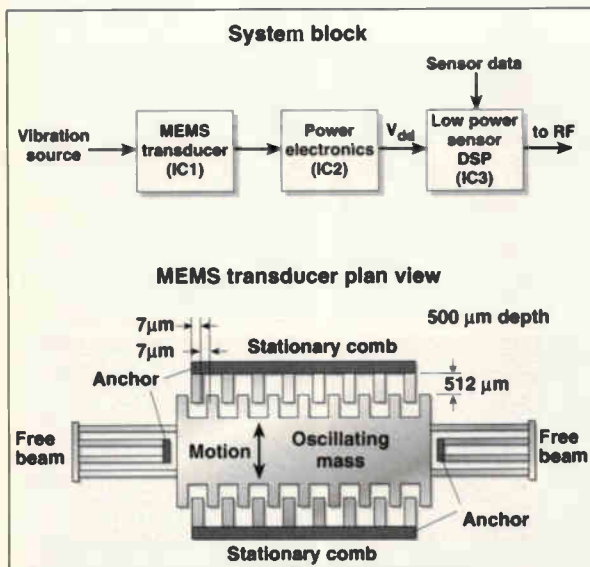 System block
Sensor data
Vibration
source
MEMS
transducer
(IC1)
Power
electronics
(IC2)
Vdd
Low power
sensor
DSP
(IC3)
to RF
MEMS transducer plan view
7µm
500 µm depth
7µm
Stationary comb
Anchor
512 µm
Free
beam
Motion
Oscillating
mass
Free
beam
Anchor
Stationary comb